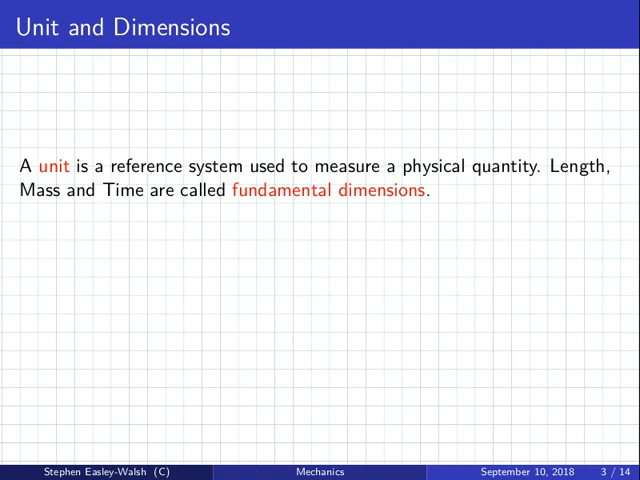 Unit and Dimensions
A unit is a reference system used to measure a physical quantity. Length,
Mass and Time are called fundamental dimensions.
Stephen Easley-Walsh (C) Mechanics September 10, 2018 3 / 14